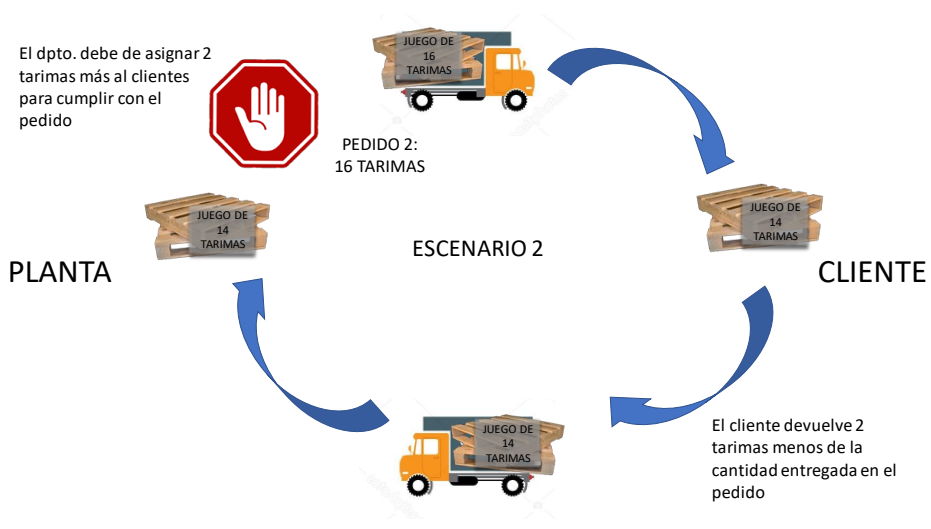 El dpto. debe de asignar 2
tarimas más al clientes
para cumplir con el
pedido
JUEGO DE
16
TARIMAS
PEDIDO 2:
16 TARIMAS
JUEGO DE
14
TARIMAS
PLANTA
ESCENARIO 2
JUEGO DE
14
TARIMAS
CLIENTE
JUEGO DE
14
TARIMAS
El cliente devuelve 2
tarimas menos de la
cantidad entregada en el
pedido